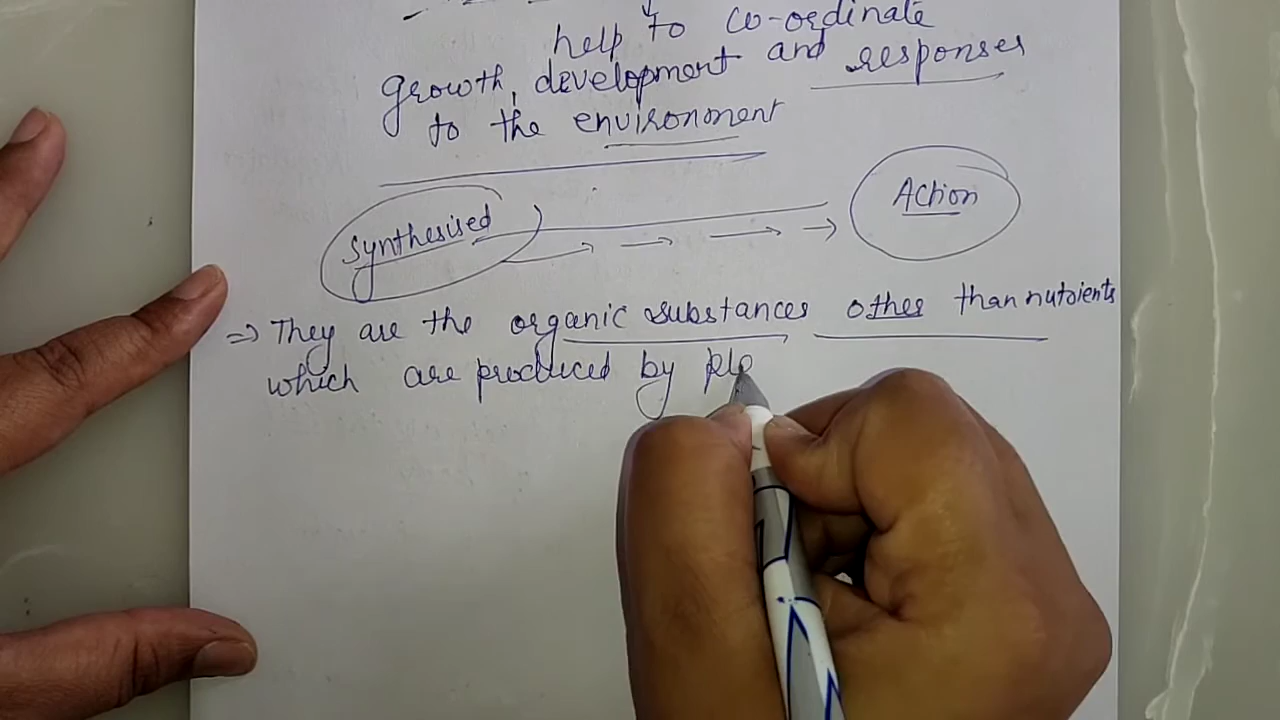 help to co-ordinate
growth, development and responses
to the environment
Synthesised
Action
⇒ They are the organic substances other than nutrients
which are produced by pla